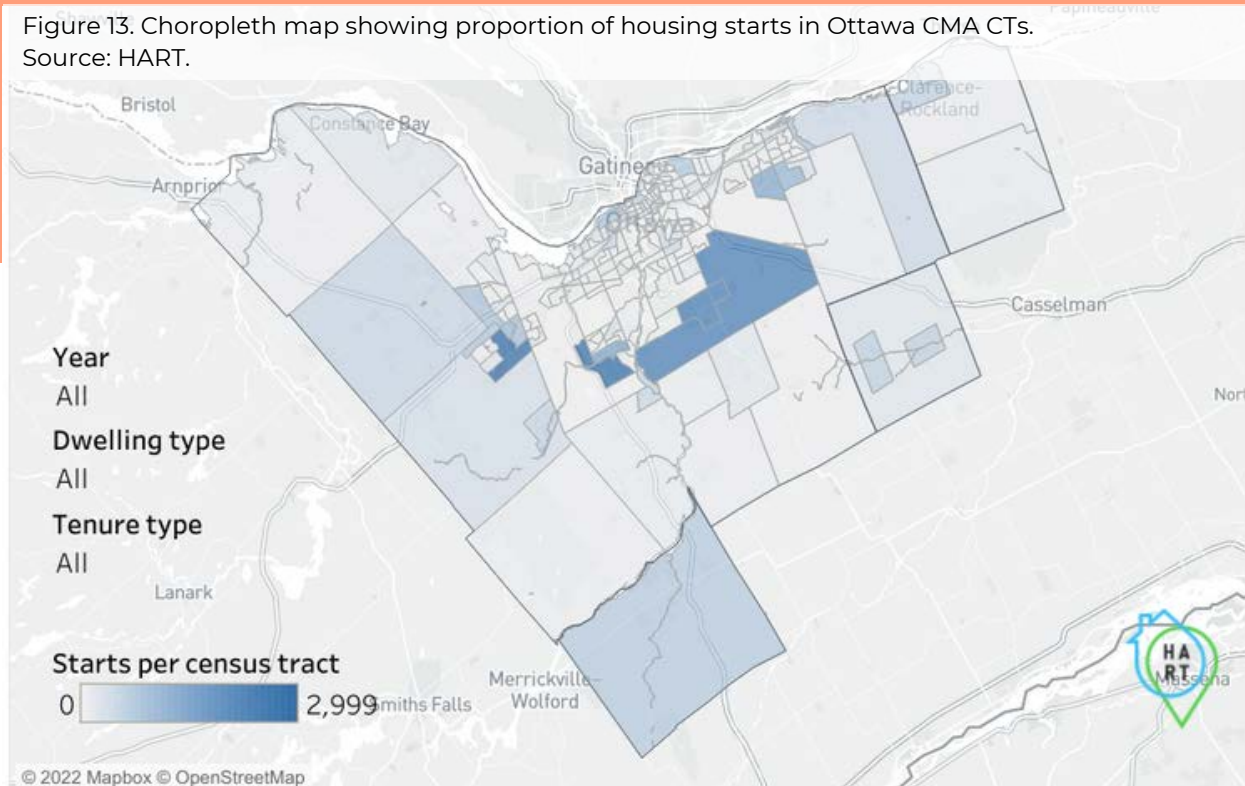 Papineauville
Figure 13. Choropleth map showing proportion of housing starts in Ottawa CMA CTs.
Source: HART.
Clarence-
Rockland
Bristol
Constance Bay
Gatineau
Arnprior
Ottawa
Casselman
Year
All
Dwelling type
All
Tenure type
All
Lanark
Starts per census tract
0
2,999
Smiths Falls
Merrickville-
Wolford
HA
RT
Massena
© 2022 Mapbox © OpenStreetMap